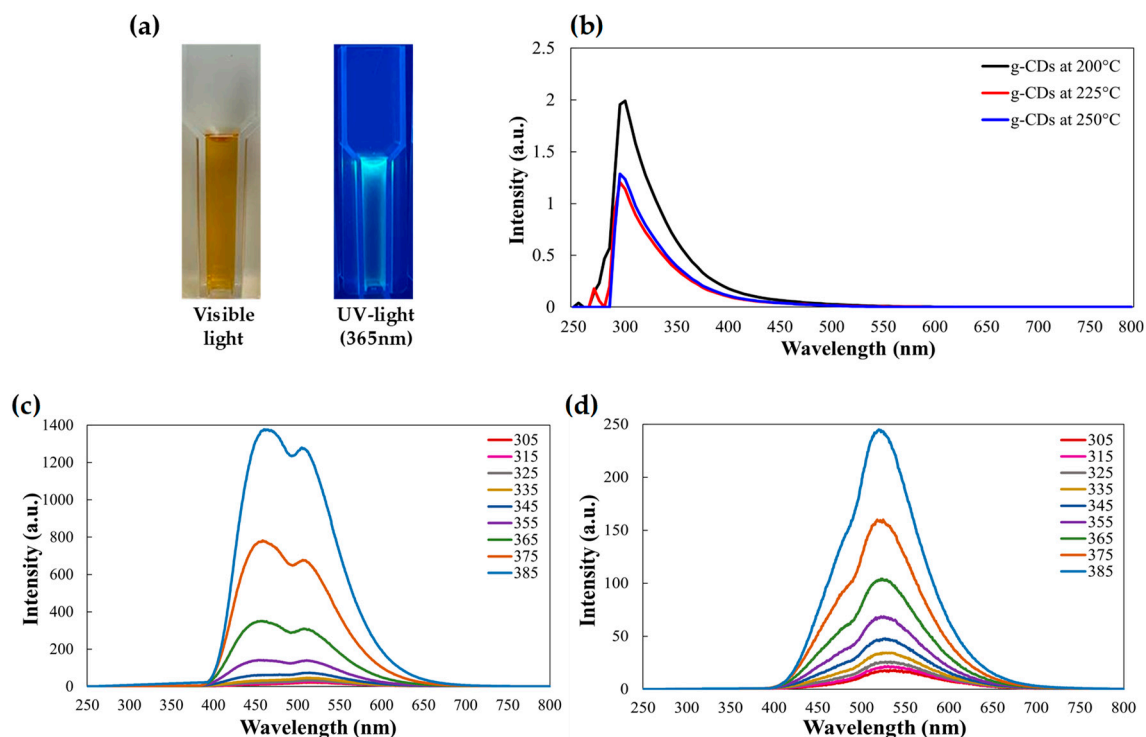 (a)
Visible
light
UV-light
(365nm)
(b)
Intensity (a.u.)
2.5
2
1.5
1
0.5
0
250 300 350 400 450 500 550 600 650 700 750 800
Wavelength (nm)
g-CDs at 200°C
g-CDs at 225°C
g-CDs at 250°C
(c)
Intensity (a.u.)
1400
1200
1000
800
600
400
200
0
250 300 350 400 450 500 550 600 650 700 750 800
Wavelength (nm)
305
315
325
335
345
355
365
375
385
(d)
Intensity (a.u.)
250
200
150
100
50
0
250 300 350 400 450 500 550 600 650 700 750 800
Wavelength (nm)
305
315
325
335
345
355
365
375
385